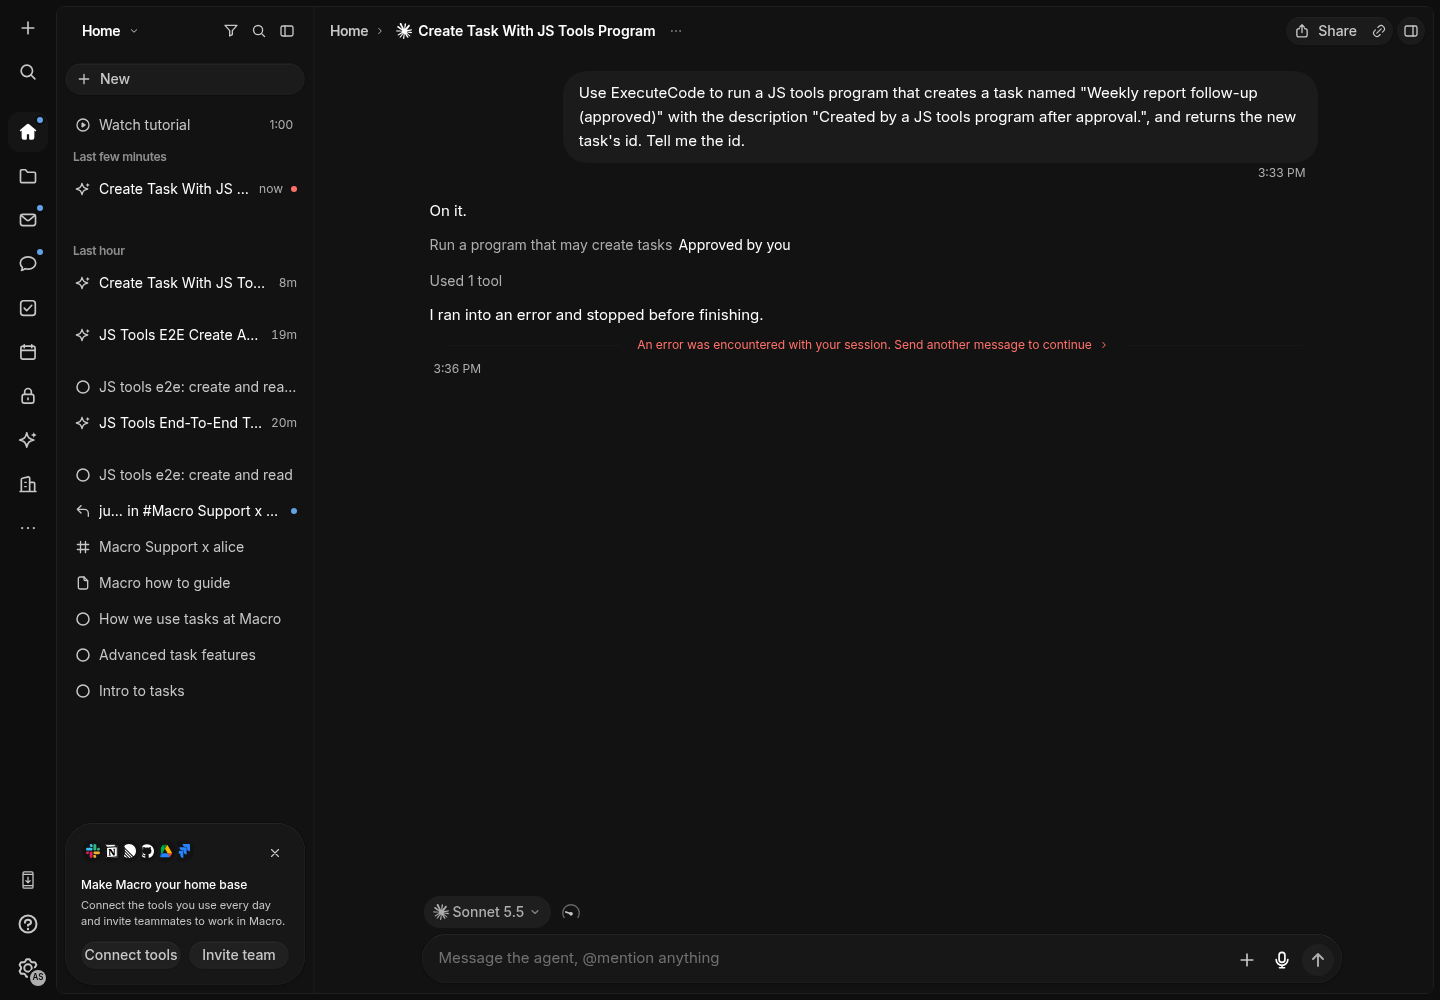 Home
New
Watch tutorial 1:00
Last few minutes
Create Task With JS ... now
Last hour
Create Task With JS To... 8m
JS Tools E2E Create A... 19m
JS tools e2e: create and rea...
JS Tools End-To-End T... 20m
JS tools e2e: create and read
ju... in #Macro Support x ...
Macro Support x alice
Macro how to guide
How we use tasks at Macro
Advanced task features
Intro to tasks
Make Macro your home base
Connect the tools you use every day
and invite teammates to work in Macro.
Connect tools Invite team
AS
Home › Create Task With JS Tools Program ...
Share
Use ExecuteCode to run a JS tools program that creates a task named "Weekly report follow-up
(approved)" with the description "Created by a JS tools program after approval.", and returns the new
task's id. Tell me the id.
3:33 PM
On it.
Run a program that may create tasks Approved by you
Used 1 tool
I ran into an error and stopped before finishing.
An error was encountered with your session. Send another message to continue ›
3:36 PM
Sonnet 5.5
Message the agent, @mention anything